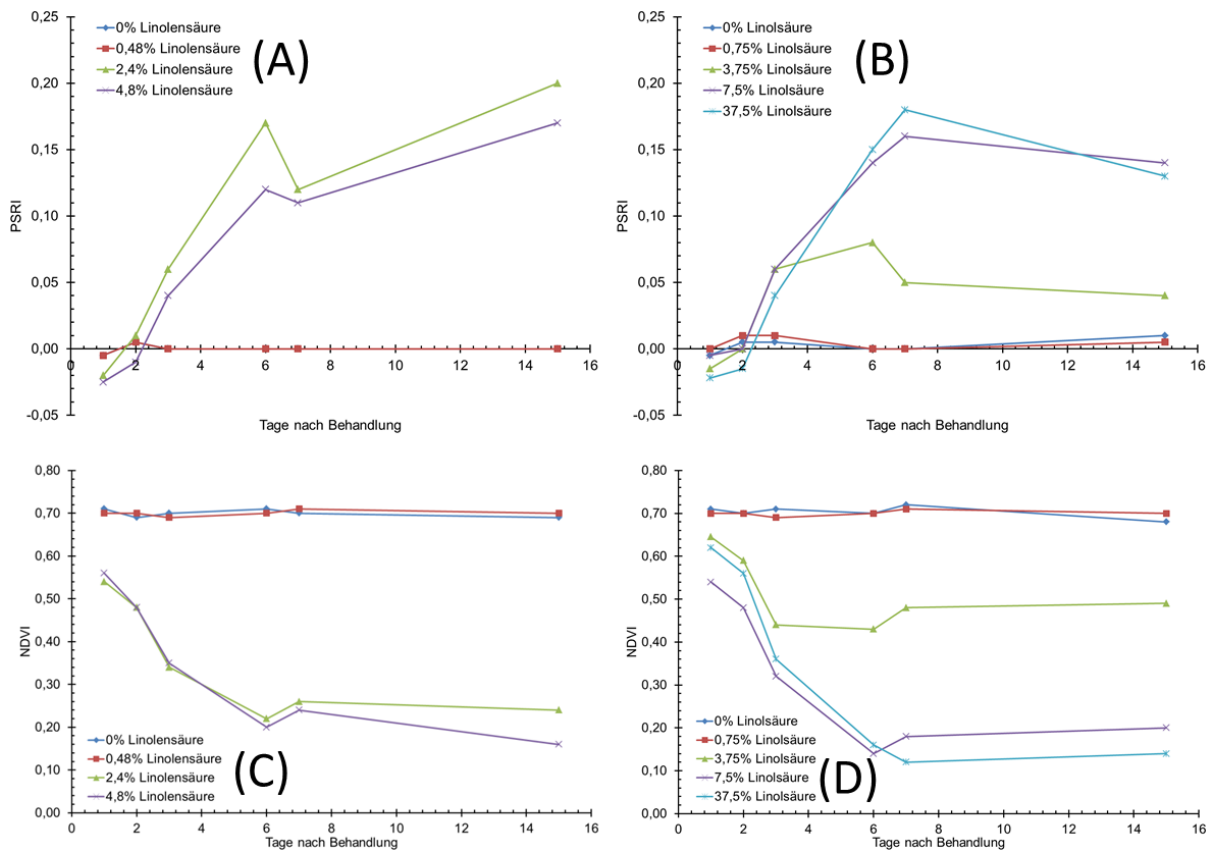 0,25
0,20
0,15
0,10
0,05
0,00
-0,05
PSRI
0% Linolensäure
0,48% Linolensäure
2,4% Linolensäure
4,8% Linolensäure
(A)
0 2 4 6 8 10 12 14 16
Tage nach Behandlung
0,25
0,20
0,15
0,10
0,05
0,00
-0,05
PSRI
0% Linolsäure
0,75% Linolsäure
3,75% Linolsäure
7,5% Linolsäure
37,5% Linolsäure
(B)
0 2 4 6 8 10 12 14 16
Tage nach Behandlung
0,80
0,70
0,60
0,50
0,40
0,30
0,20
0,10
0,00
NDVI
0% Linolensäure
0,48% Linolensäure
2,4% Linolensäure
4,8% Linolensäure
(C)
0 2 4 6 8 10 12 14 16
Tage nach Behandlung
0,80
0,70
0,60
0,50
0,40
0,30
0,20
0,10
0,00
NDVI
0% Linolsäure
0,75% Linolsäure
3,75% Linolsäure
7,5% Linolsäure
37,5% Linolsäure
(D)
0 2 4 6 8 10 12 14 16
Tage nach Behandlung